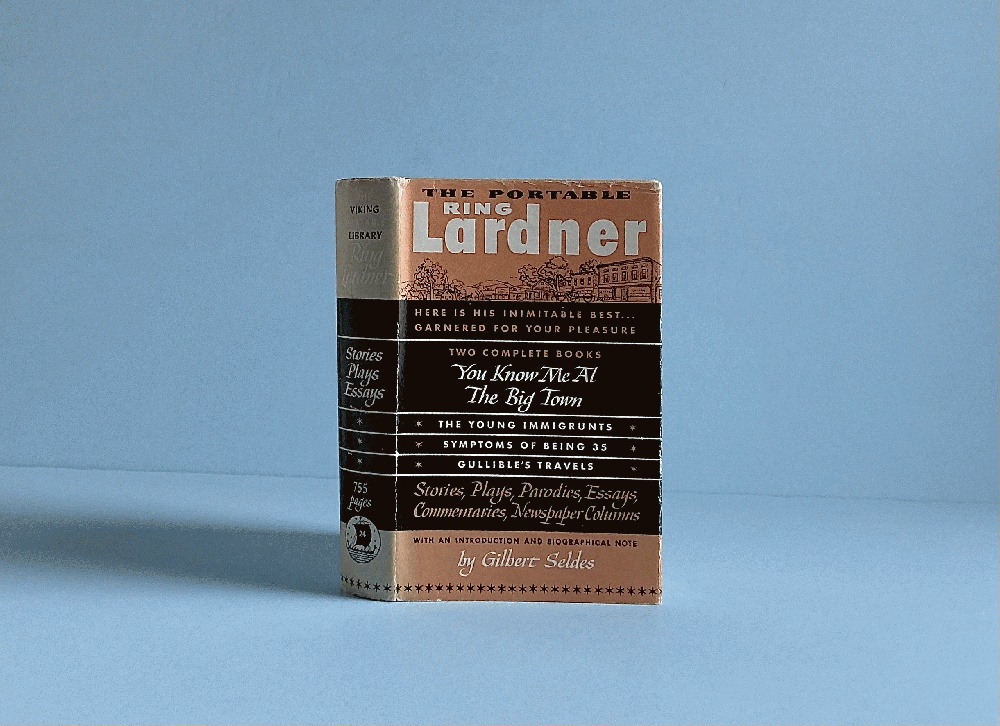 VIKING
LIBRARY
Ring
Lardner
Stories
Plays
Essays
755
pages
24
THE PORTABLE
RING
Lardner
HERE IS HIS INIMITABLE BEST...
GARNERED FOR YOUR PLEASURE
TWO COMPLETE BOOKS
You Know Me Al
The Big Town
* THE YOUNG IMMIGRUNTS *
* SYMPTOMS OF BEING 35 *
* GULLIBLE'S TRAVELS *
Stories, Plays, Parodies, Essays,
Commentaries, Newspaper Columns
WITH AN INTRODUCTION AND BIOGRAPHICAL NOTE
by Gilbert Seldes